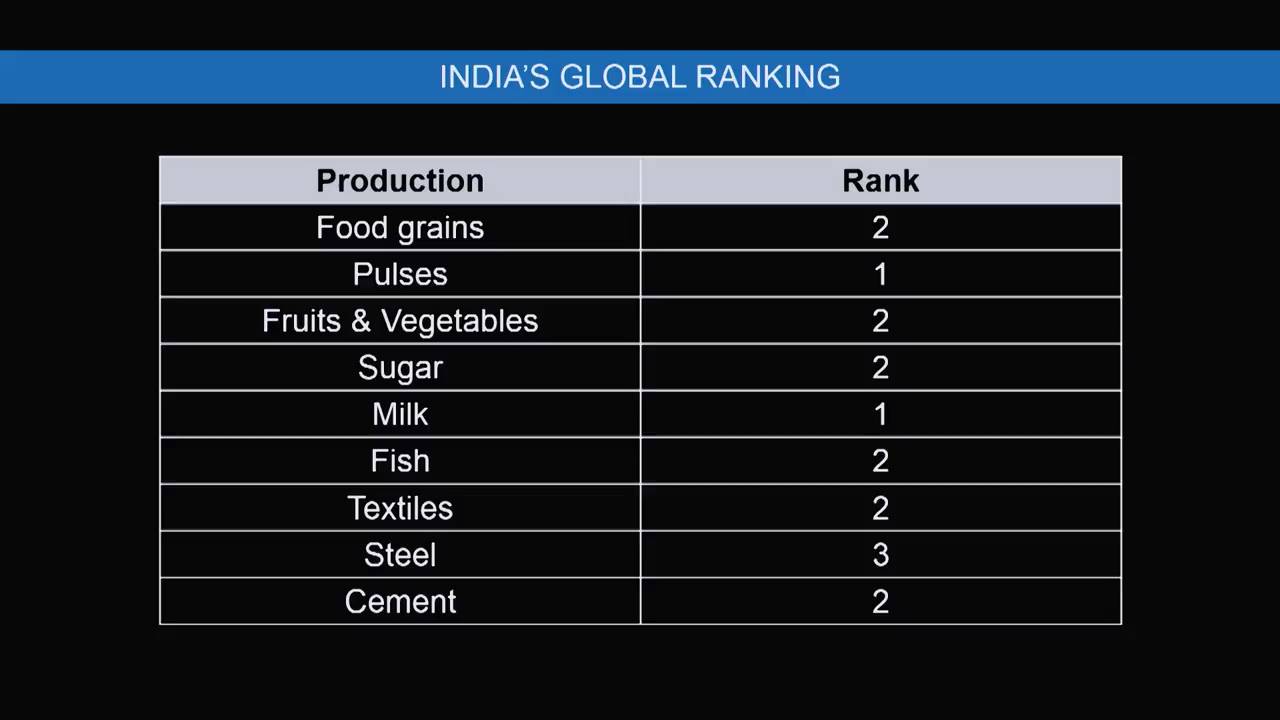 INDIA'S GLOBAL RANKING
Production Rank
Food grains 2
Pulses 1
Fruits & Vegetables 2
Sugar 2
Milk 1
Fish 2
Textiles 2
Steel 3
Cement 2